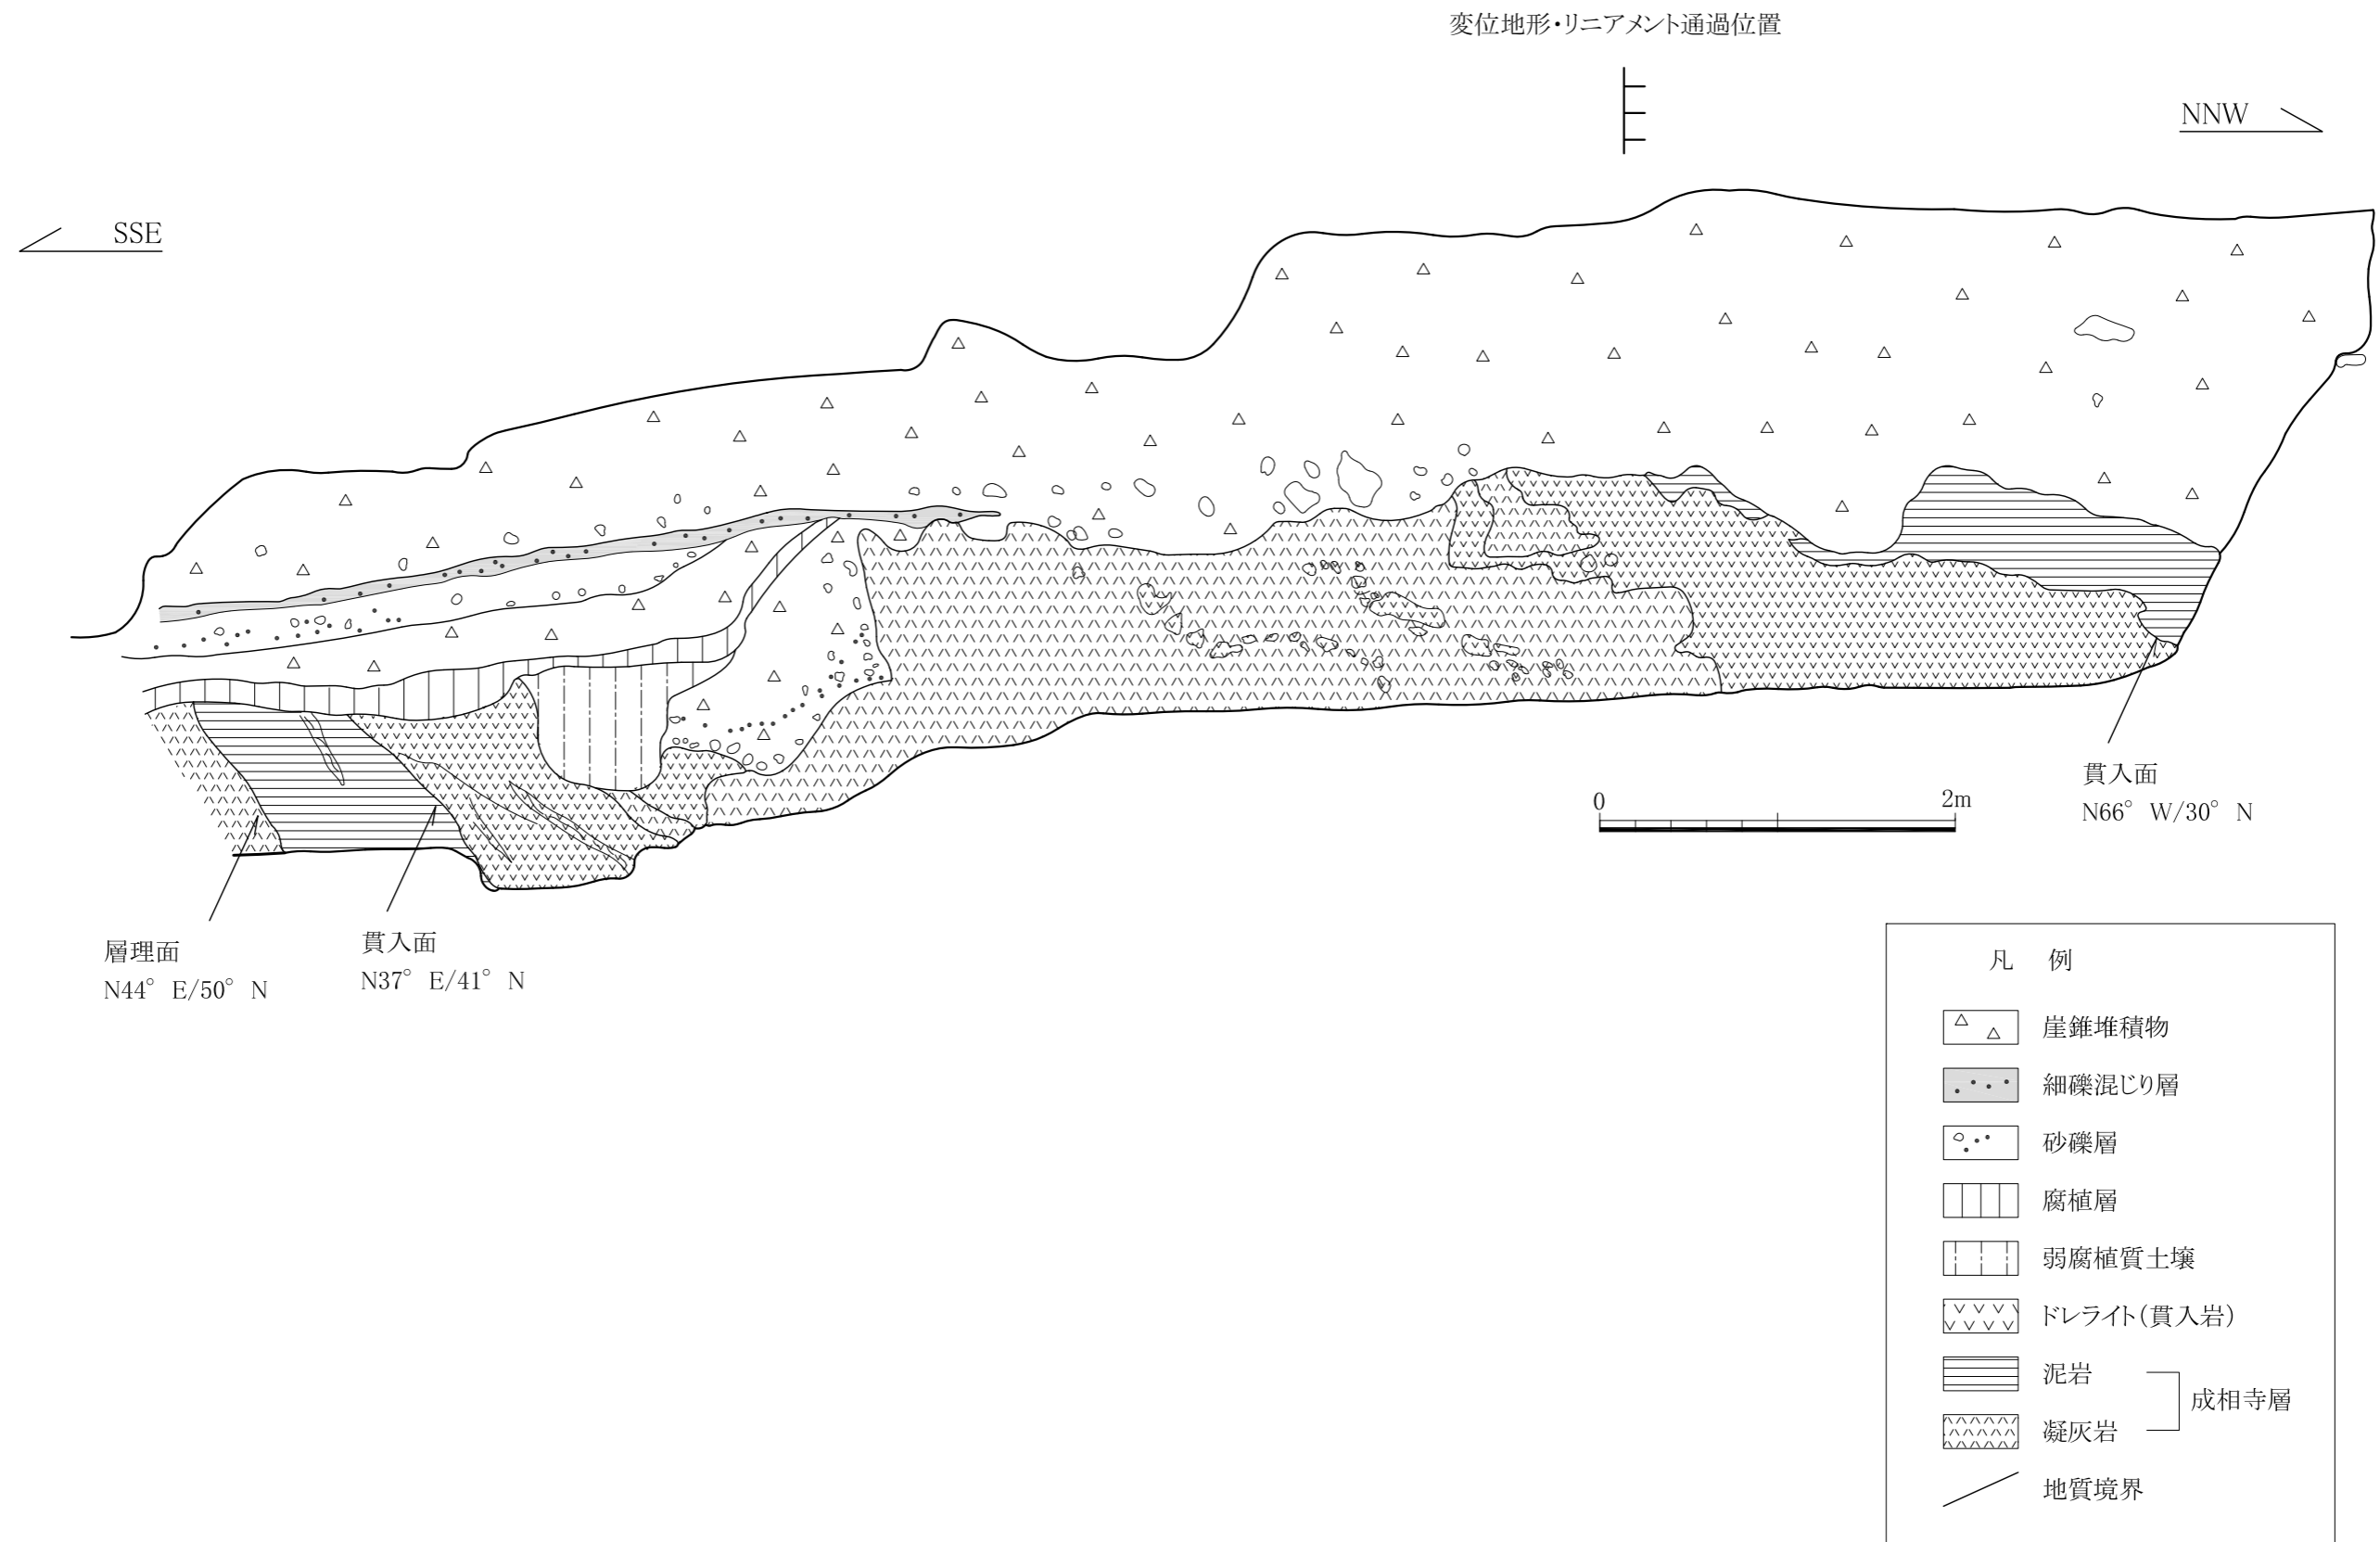 変位地形・リニアメント通過位置
NNW
SSE
0
2m
貫入面
N66° W/30° N
層理面
N44° E/50° N
貫入面
N37° E/41° N
凡 例
崖錐堆積物
細礫混じり層
砂礫層
腐植層
弱腐植質土壌
ドレライト（貫入岩）
泥岩
成相寺層
凝灰岩
地質境界